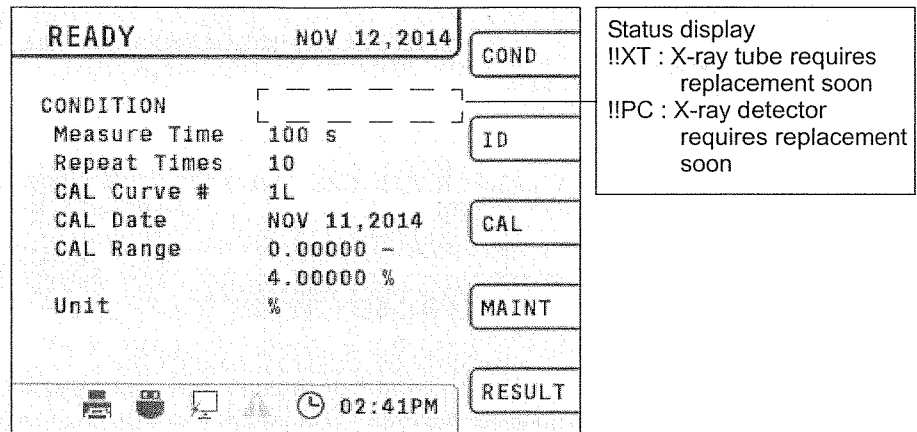 READY NOV 12,2014
COND
CONDITION
Measure Time 100 s
ID
Repeat Times 10
CAL Curve # 1L
CAL Date NOV 11,2014
CAL
CAL Range 0.00000 –
4.00000 %
Unit %
MAINT
RESULT
02:41PM
Status display
!!XT : X-ray tube requires
replacement soon
!!PC : X-ray detector
requires replacement
soon